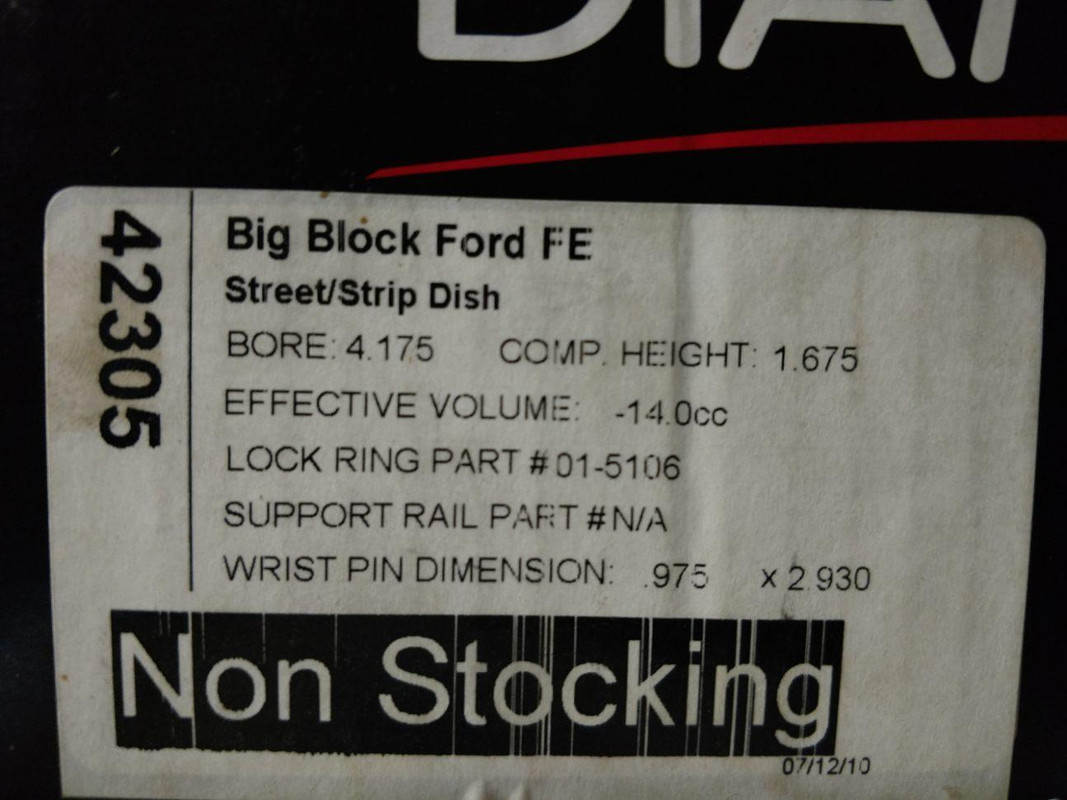 DIA
42305
Big Block Ford FE
Street/Strip Dish
BORE: 4.175 COMP. HEIGHT: 1.675
EFFECTIVE VOLUME: -14.0cc
LOCK RING PART #01-5106
SUPPORT RAIL PART #N/A
WRIST PIN DIMENSION: .975 x 2.930
Non Stocking
07/12/10